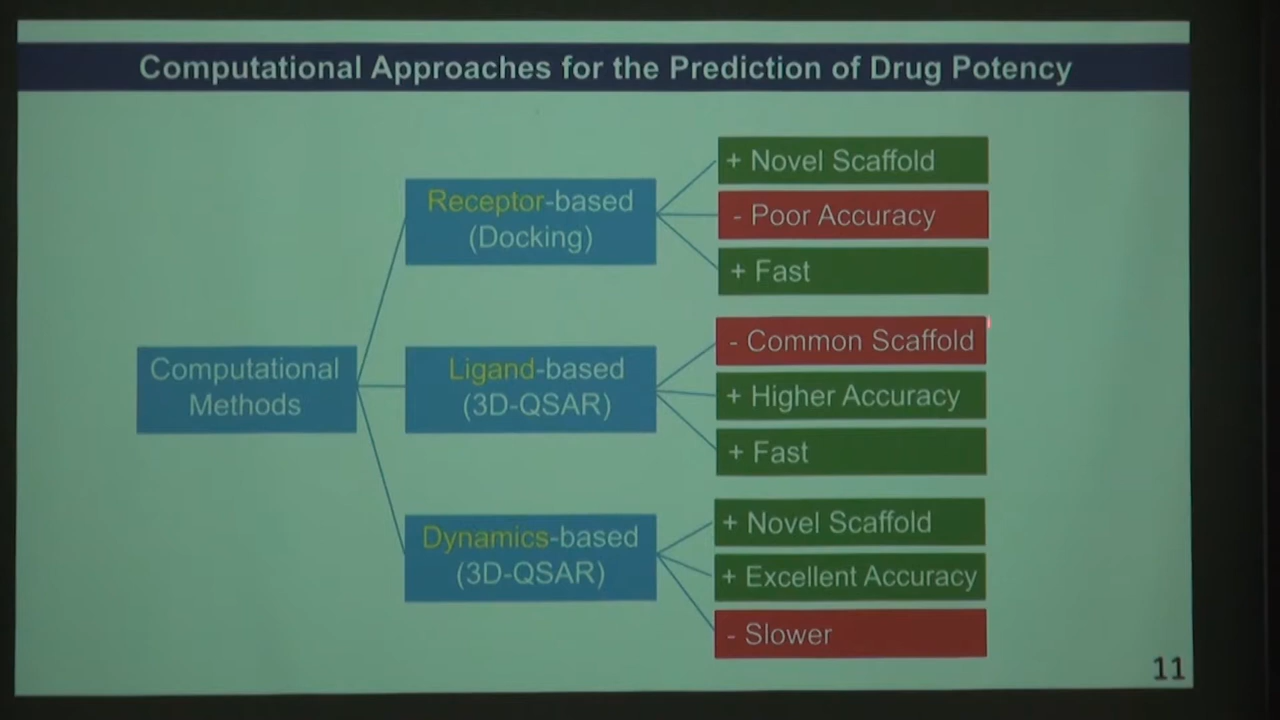 Computational Approaches for the Prediction of Drug Potency
Computational
Methods
Receptor-based
(Docking)
+ Novel Scaffold
- Poor Accuracy
+ Fast
Ligand-based
(3D-QSAR)
- Common Scaffold
+ Higher Accuracy
+ Fast
Dynamics-based
(3D-QSAR)
+ Novel Scaffold
+ Excellent Accuracy
- Slower
11